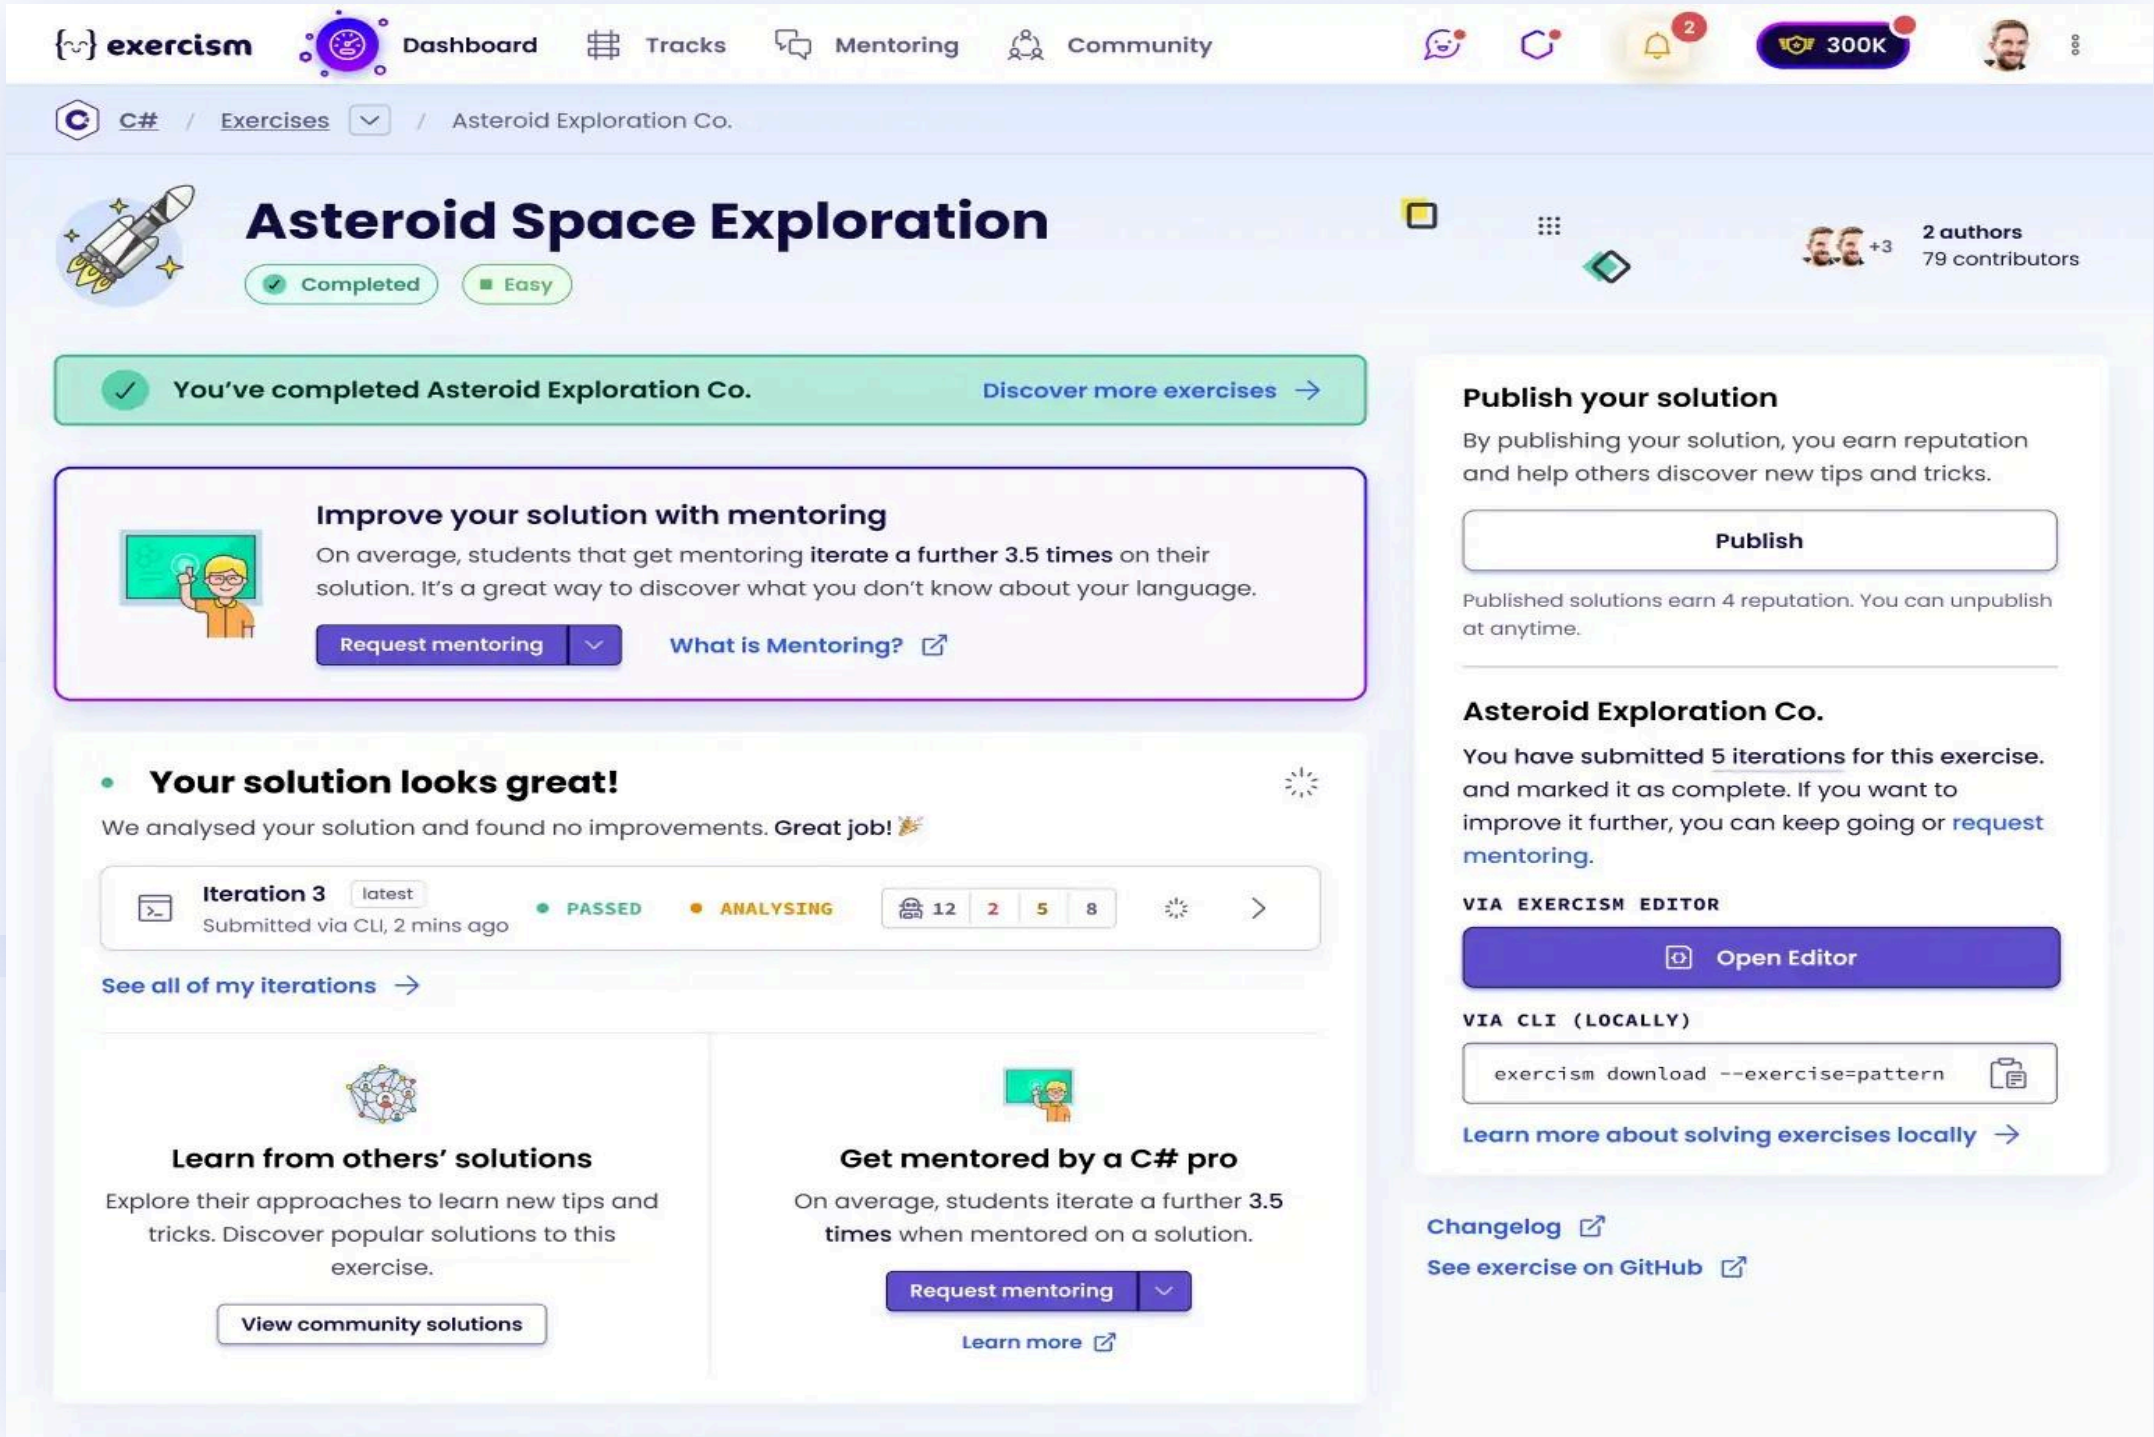 exercism
Dashboard
Tracks
Mentoring
Community
2
300K
C# / Exercises / Asteroid Exploration Co.
Asteroid Space Exploration
Completed
Easy
+3
2 authors
79 contributors
You've completed Asteroid Exploration Co.
Discover more exercises
Improve your solution with mentoring
On average, students that get mentoring iterate a further 3.5 times on their
solution. It's a great way to discover what you don't know about your language.
Request mentoring
What is Mentoring?
Your solution looks great!
We analysed your solution and found no improvements. Great job!
Iteration 3
latest
Submitted via CLI, 2 mins ago
PASSED
ANALYSING
12 2 5 8
See all of my iterations
Learn from others' solutions
Explore their approaches to learn new tips and
tricks. Discover popular solutions to this
exercise.
View community solutions
Get mentored by a C# pro
On average, students iterate a further 3.5
times when mentored on a solution.
Request mentoring
Learn more
Publish your solution
By publishing your solution, you earn reputation
and help others discover new tips and tricks.
Publish
Published solutions earn 4 reputation. You can unpublish
at anytime.
Asteroid Exploration Co.
You have submitted 5 iterations for this exercise.
and marked it as complete. If you want to
improve it further, you can keep going or request
mentoring.
VIA EXERCISM EDITOR
Open Editor
VIA CLI (LOCALLY)
exercism download --exercise=pattern
Learn more about solving exercises locally
Changelog
See exercise on GitHub